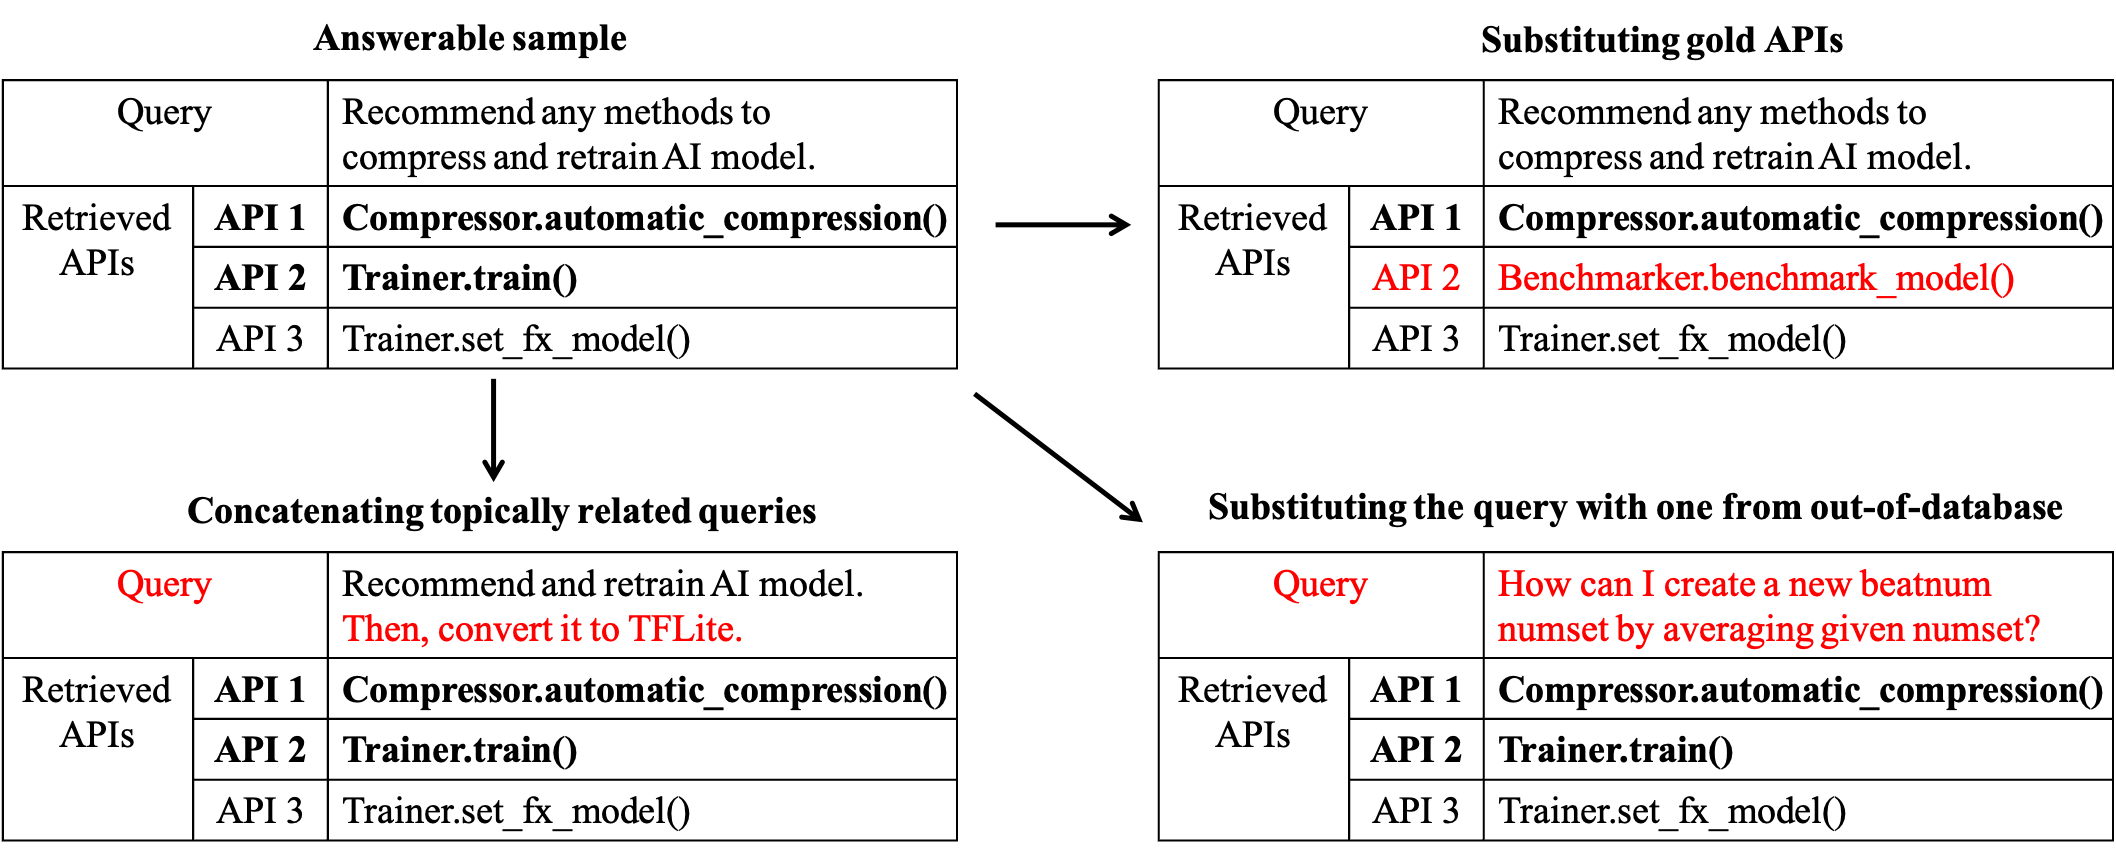 Answerable sample
Query
Recommend any methods to
compress and retrain AI model.
Retrieved
APIs
API 1
Compressor.automatic_compression()
API 2
Trainer.train()
API 3
Trainer.set_fx_model()
Substituting gold APIs
Query
Recommend any methods to
compress and retrain AI model.
Retrieved
APIs
API 1
Compressor.automatic_compression()
API 2
Benchmarker.benchmark_model()
API 3
Trainer.set_fx_model()
Concatenating topically related queries
Query
Recommend and retrain AI model.
Then, convert it to TFLite.
Retrieved
APIs
API 1
Compressor.automatic_compression()
API 2
Trainer.train()
API 3
Trainer.set_fx_model()
Substituting the query with one from out-of-database
Query
How can I create a new beatnum
numset by averaging given numset?
Retrieved
APIs
API 1
Compressor.automatic_compression()
API 2
Trainer.train()
API 3
Trainer.set_fx_model()